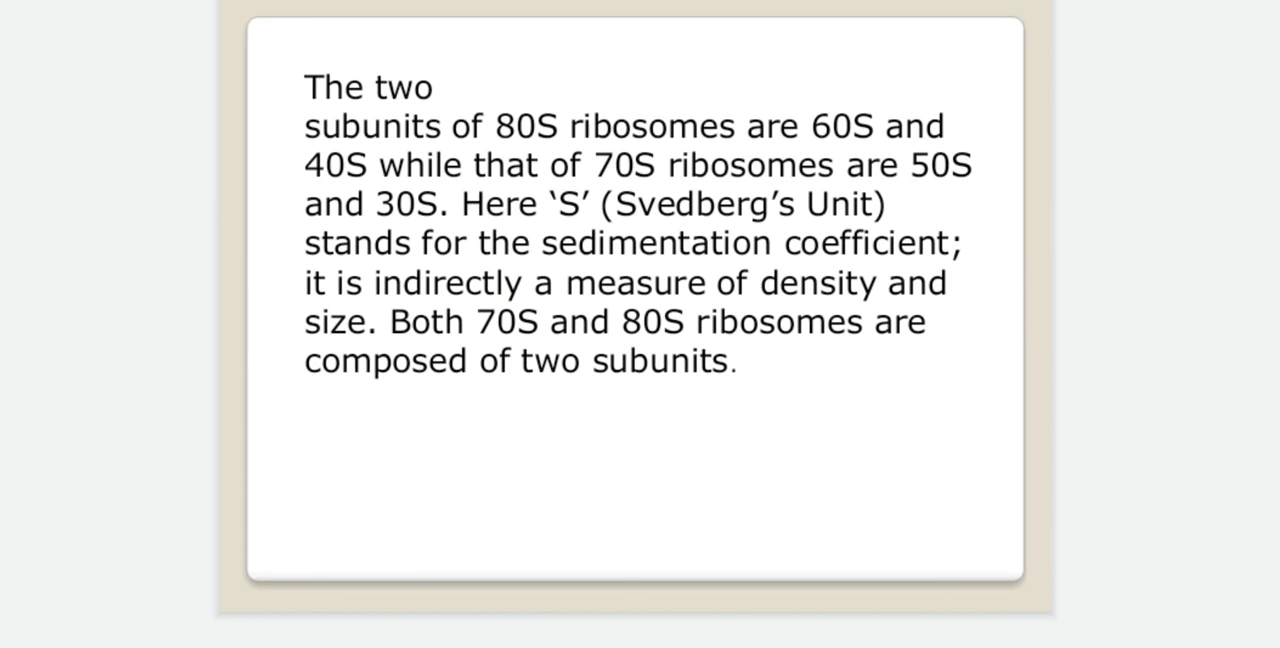 The two
subunits of 80S ribosomes are 60S and
40S while that of 70S ribosomes are 50S
and 30S. Here ‘S’ (Svedberg’s Unit)
stands for the sedimentation coefficient;
it is indirectly a measure of density and
size. Both 70S and 80S ribosomes are
composed of two subunits.